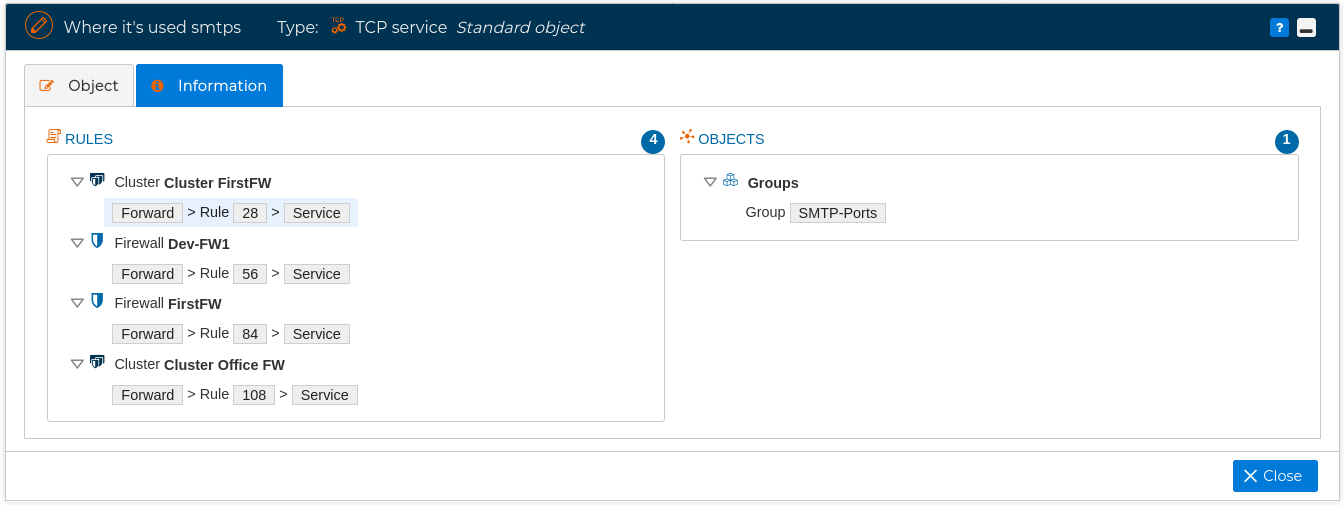 Where it's used smtps Type: TCP TCP service Standard object ?
Object Information
RULES 4
Cluster Cluster FirstFW
Forward > Rule 28 > Service
Firewall Dev-FW1
Forward > Rule 56 > Service
Firewall FirstFW
Forward > Rule 84 > Service
Cluster Cluster Office FW
Forward > Rule 108 > Service
OBJECTS 1
Groups
Group SMTP-Ports
Close